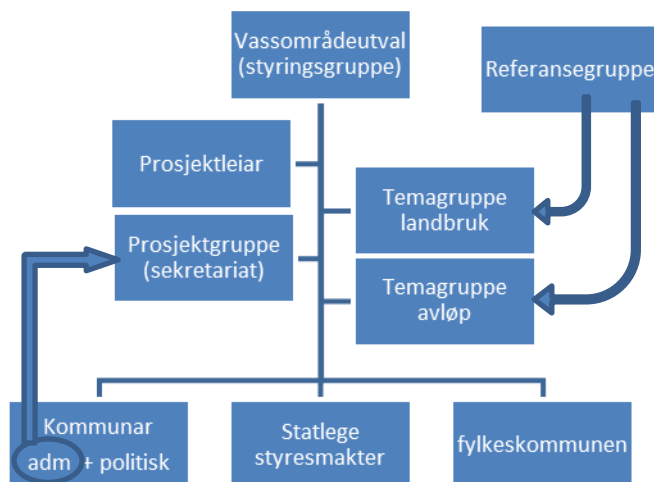 Vassområdeutval
(styringsgruppe)
Referansegruppe
Prosjektleiar
Temagruppe
landbruk
Prosjektgruppe
(sekretariat)
Temagruppe
avløp
Kommunar
adm + politisk
Statlege
styresmakter
fylkeskommunen